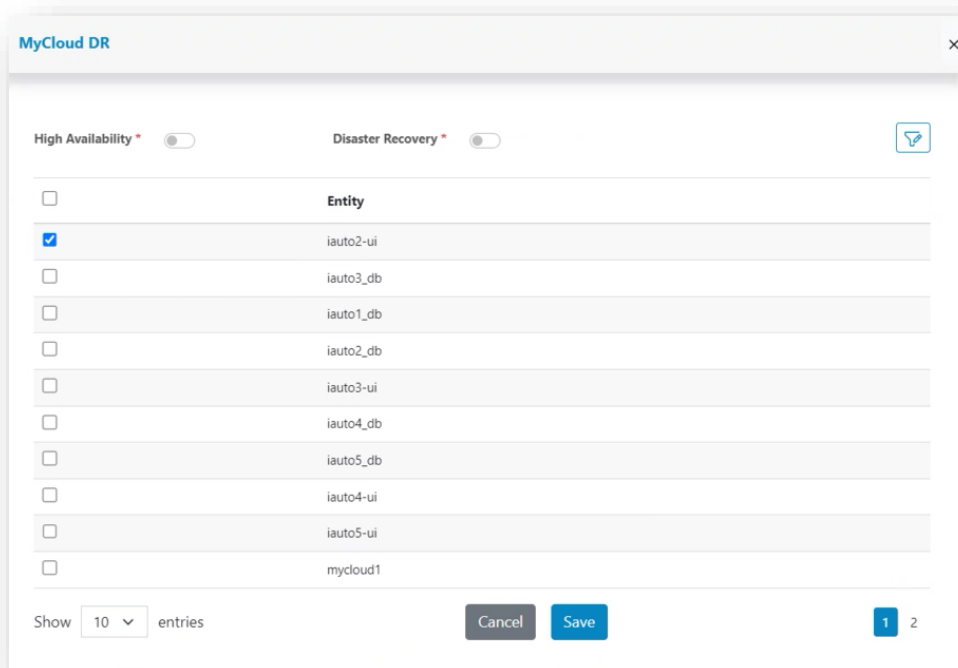 MyCloud DR
High Availability * Disaster Recovery *
Entity
iauto2-ui
iauto3_db
iauto1_db
iauto2_db
iauto3-ui
iauto4_db
iauto5_db
iauto4-ui
iauto5-ui
mycloud1
Show 10 entries Cancel Save 1 2